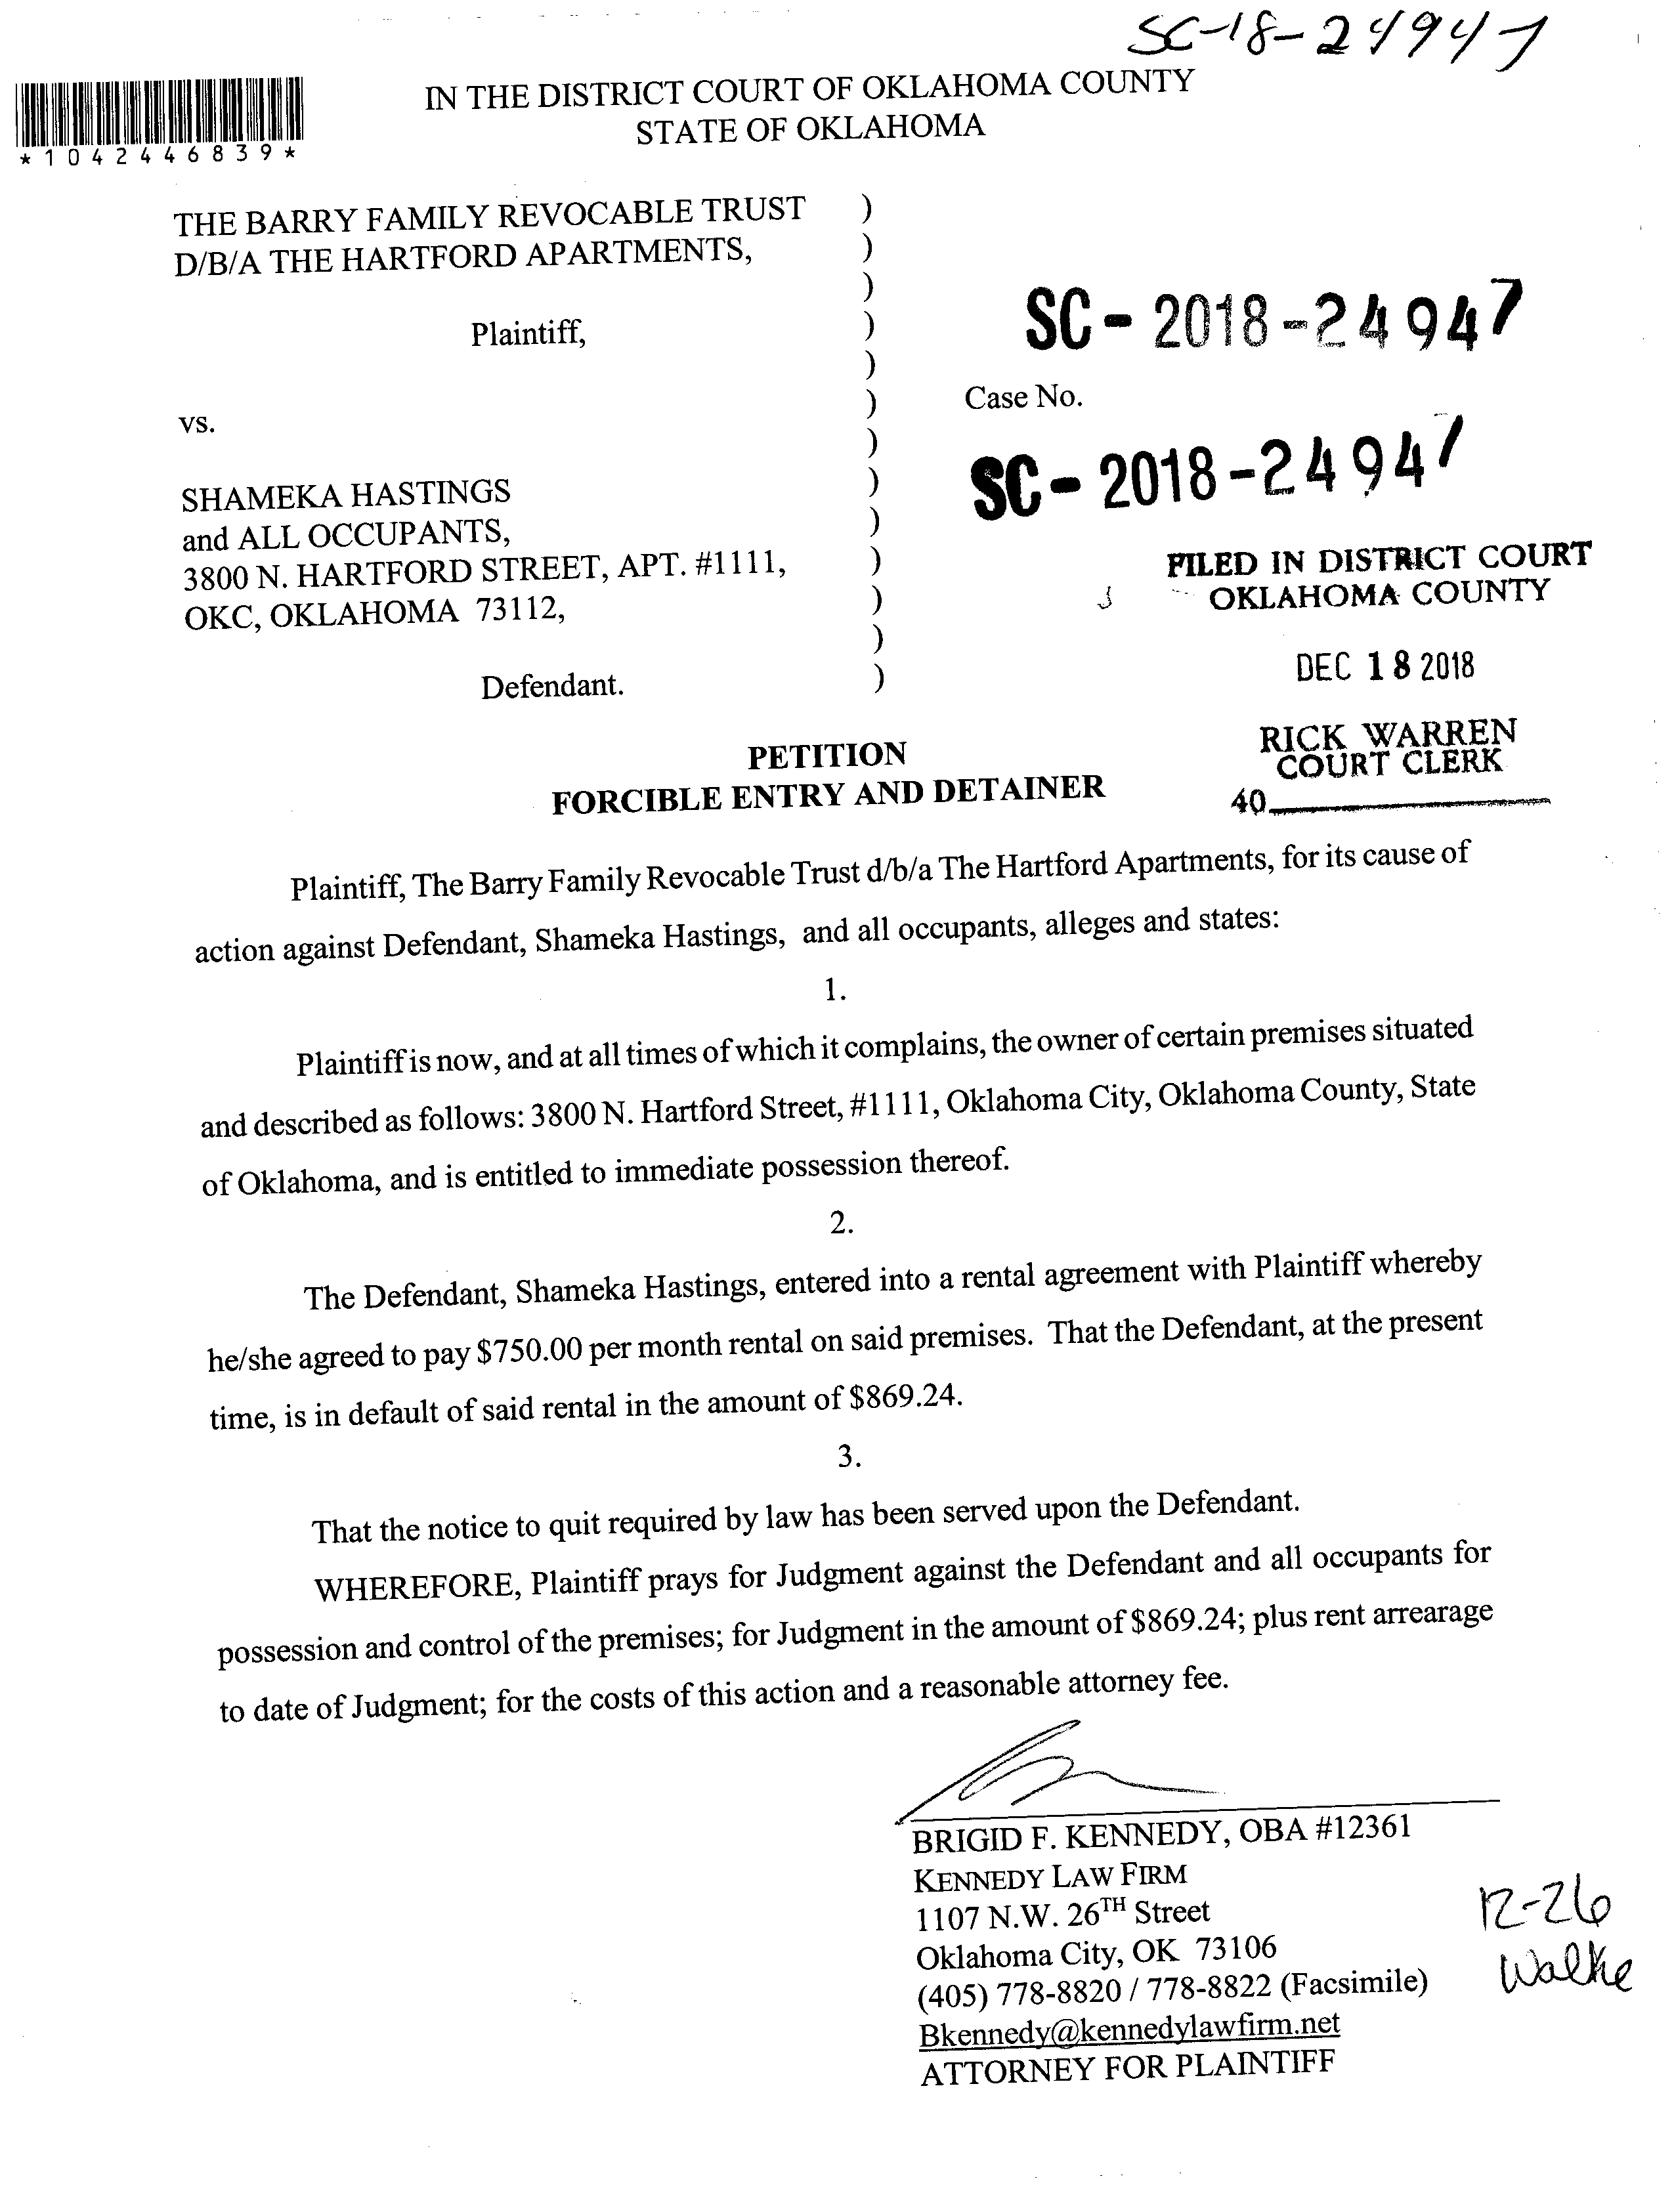 SC-18-24947
*1042446839*
IN THE DISTRICT COURT OF OKLAHOMA COUNTY
STATE OF OKLAHOMA
THE BARRY FAMILY REVOCABLE TRUST )
D/B/A THE HARTFORD APARTMENTS, )
)
Plaintiff, )
SC-2018-24947
)
) Case No.
vs.
)
SC-2018-24947
SHAMEKA HASTINGS )
and ALL OCCUPANTS, )
3800 N. HARTFORD STREET, APT. #1111, )
OKC, OKLAHOMA 73112, )
)
Defendant. )
FILED IN DISTRICT COURT
OKLAHOMA COUNTY
DEC 18 2018
RICK WARREN
COURT CLERK
40
PETITION
FORCIBLE ENTRY AND DETAINER
Plaintiff, The Barry Family Revocable Trust d/b/a The Hartford Apartments, for its cause of
action against Defendant, Shameka Hastings, and all occupants, alleges and states:
1.
Plaintiff is now, and at all times of which it complains, the owner of certain premises situated
and described as follows: 3800 N. Hartford Street, #1111, Oklahoma City, Oklahoma County, State
of Oklahoma, and is entitled to immediate possession thereof.
2.
The Defendant, Shameka Hastings, entered into a rental agreement with Plaintiff whereby
he/she agreed to pay $750.00 per month rental on said premises. That the Defendant, at the present
time, is in default of said rental in the amount of $869.24.
3.
That the notice to quit required by law has been served upon the Defendant.
WHEREFORE, Plaintiff prays for Judgment against the Defendant and all occupants for
possession and control of the premises; for Judgment in the amount of $869.24; plus rent arrearage
to date of Judgment; for the costs of this action and a reasonable attorney fee.
BRIGID F. KENNEDY, OBA #12361
KENNEDY LAW FIRM
1107 N.W. 26TH Street
Oklahoma City, OK 73106
(405) 778-8820 / 778-8822 (Facsimile)
Bkennedy@kennedylawfirm.net
ATTORNEY FOR PLAINTIFF
12-26
Walke